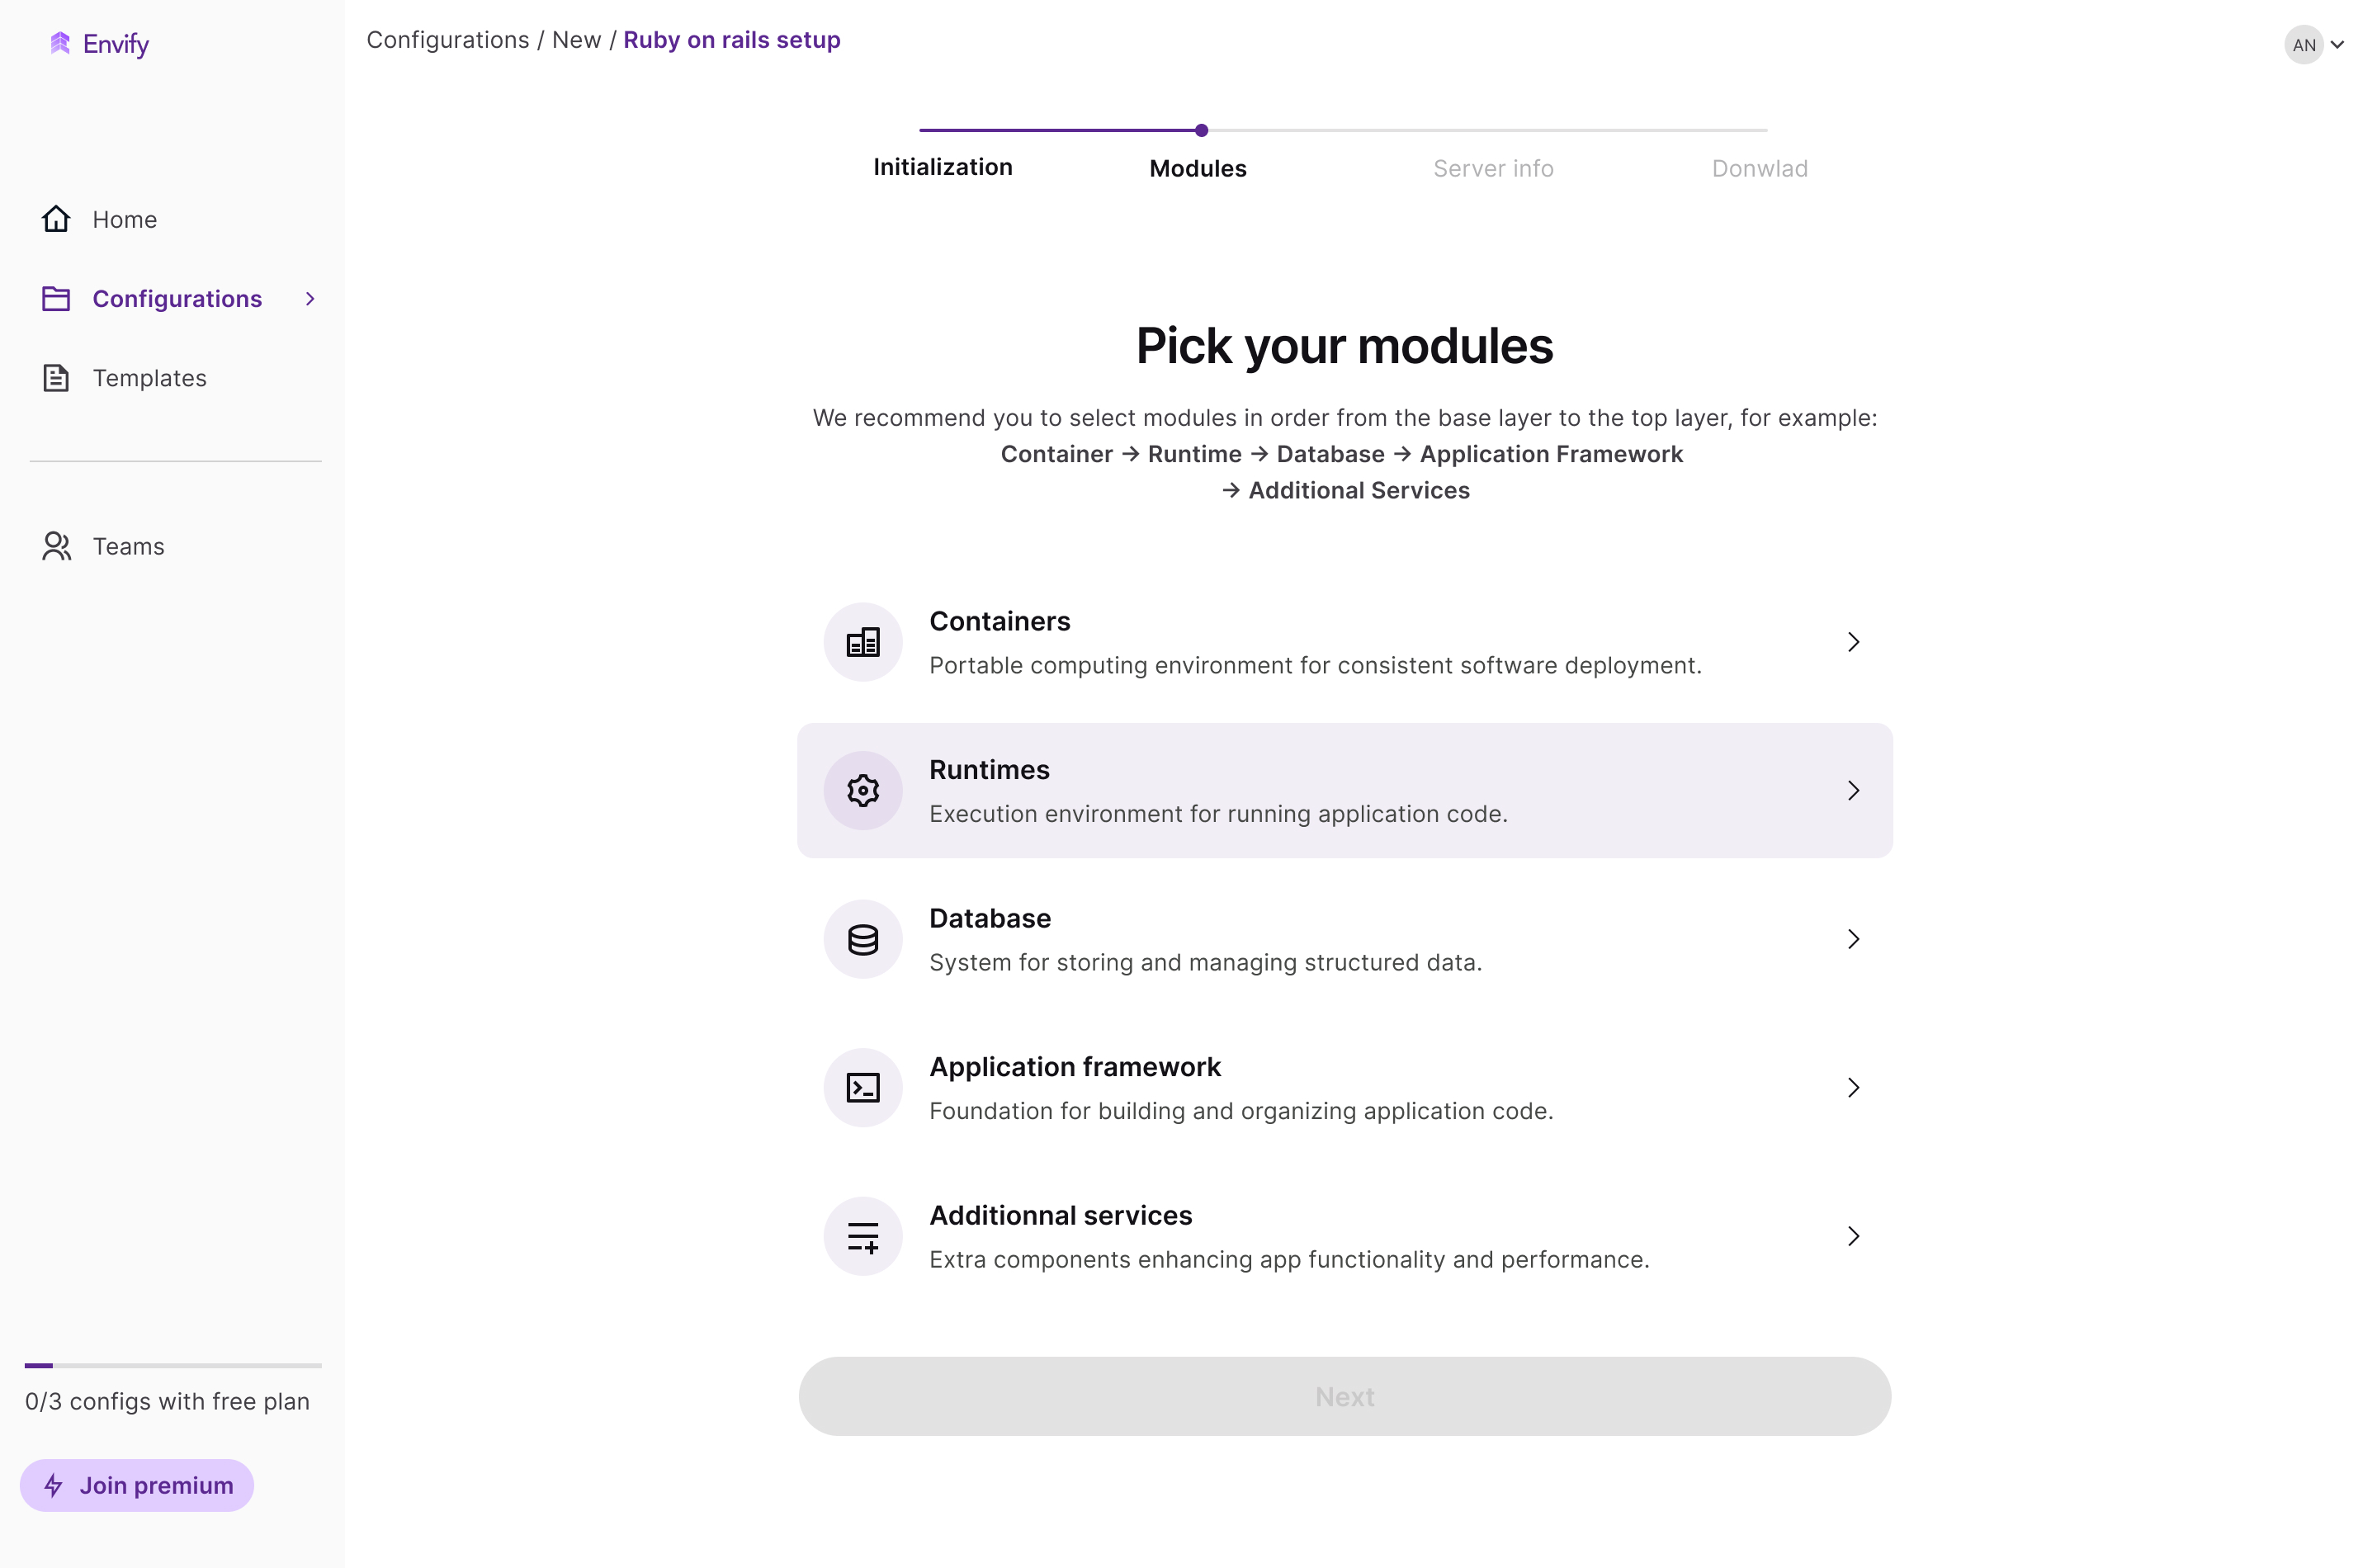 Envify
Configurations / New / Ruby on rails setup
AN
Initialization
Modules
Server info
Donwlad
Home
Configurations
Templates
Teams
Pick your modules
We recommend you to select modules in order from the base layer to the top layer, for example:
Container → Runtime → Database → Application Framework
→ Additional Services
Containers
Portable computing environment for consistent software deployment.
Runtimes
Execution environment for running application code.
Database
System for storing and managing structured data.
Application framework
Foundation for building and organizing application code.
Additionnal services
Extra components enhancing app functionality and performance.
Next
0/3 configs with free plan
Join premium